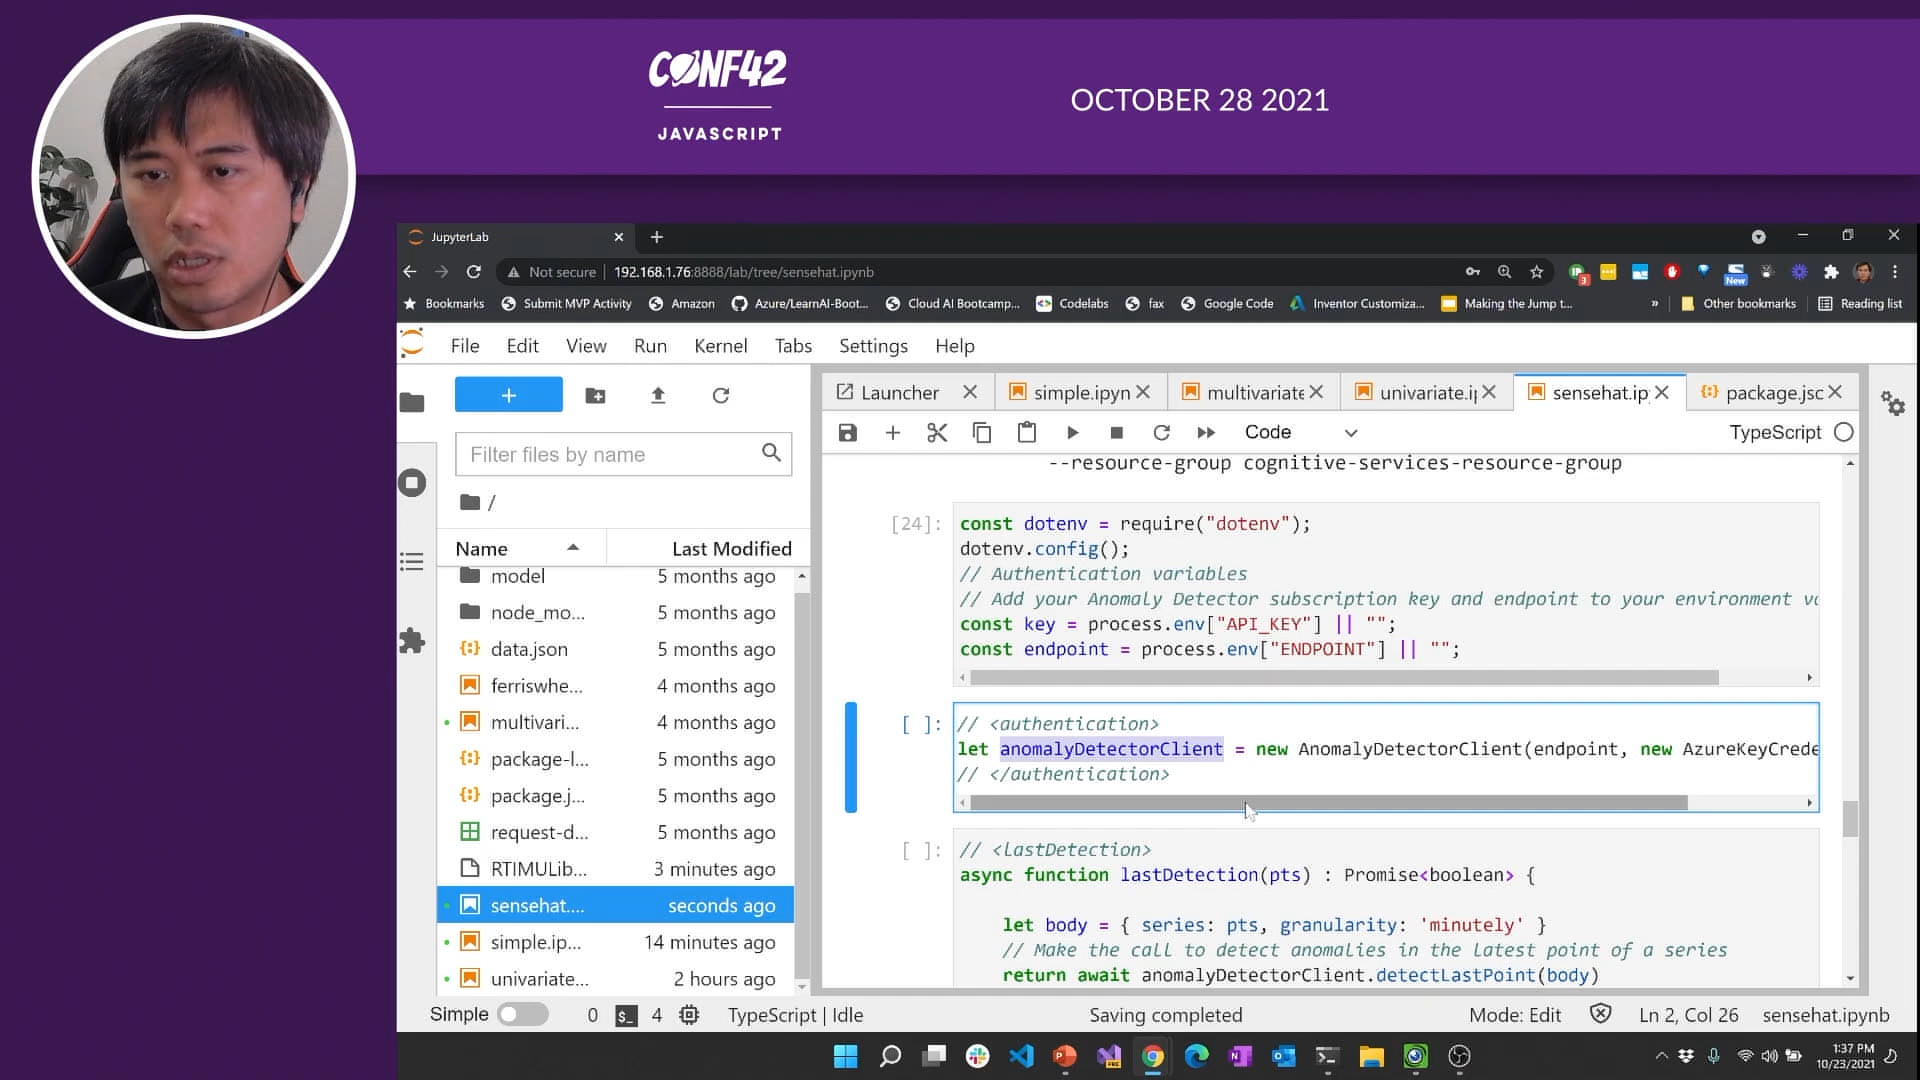 CONF42
JAVASCRIPT
OCTOBER 28 2021
JupyterLab
Not secure
192.168.1.76:8888/lab/tree/sensehat.ipynb
3
New
Bookmarks
Submit MVP Activity
Amazon
Azure/LearnAI-Boot...
Cloud AI Bootcamp...
Codelabs
fax
Google Code
Inventor Customiza...
Making the Jump t...
»
Other bookmarks
Reading list
File Edit View Run Kernel Tabs Settings Help
+
Filter files by name
/
Name Last Modified
model 5 months ago
node_mo... 5 months ago
data.json 5 months ago
ferriswhe... 4 months ago
multivari... 4 months ago
package-l... 5 months ago
package.j... 5 months ago
request-d... 5 months ago
RTIMULib... 3 minutes ago
sensehat.... seconds ago
simple.ip... 14 minutes ago
univariate... 2 hours ago
Launcher
simple.ipyn
multivariate
univariate.ip
sensehat.ip
package.jsc
Code
TypeScript
--resource-group cognitive-services-resource-group
[24]:
const dotenv = require("dotenv");
dotenv.config();
// Authentication variables
// Add your Anomaly Detector subscription key and endpoint to your environment
const key = process.env["API_KEY"] || "";
const endpoint = process.env["ENDPOINT"] || "";
[ ]:
// <authentication>
let anomalyDetectorClient = new AnomalyDetectorClient(endpoint, new AzureKeyCrede
// </authentication>
[ ]:
// <lastDetection>
async function lastDetection(pts) : Promise<boolean> {
let body = { series: pts, granularity: 'minutely' }
// Make the call to detect anomalies in the latest point of a series
return await anomalyDetectorClient.detectLastPoint(body)
Simple
0
$_
4
TypeScript | Idle
Saving completed
Mode: Edit
Ln 2, Col 26
sensehat.ipynb
1:37 PM
10/23/2021